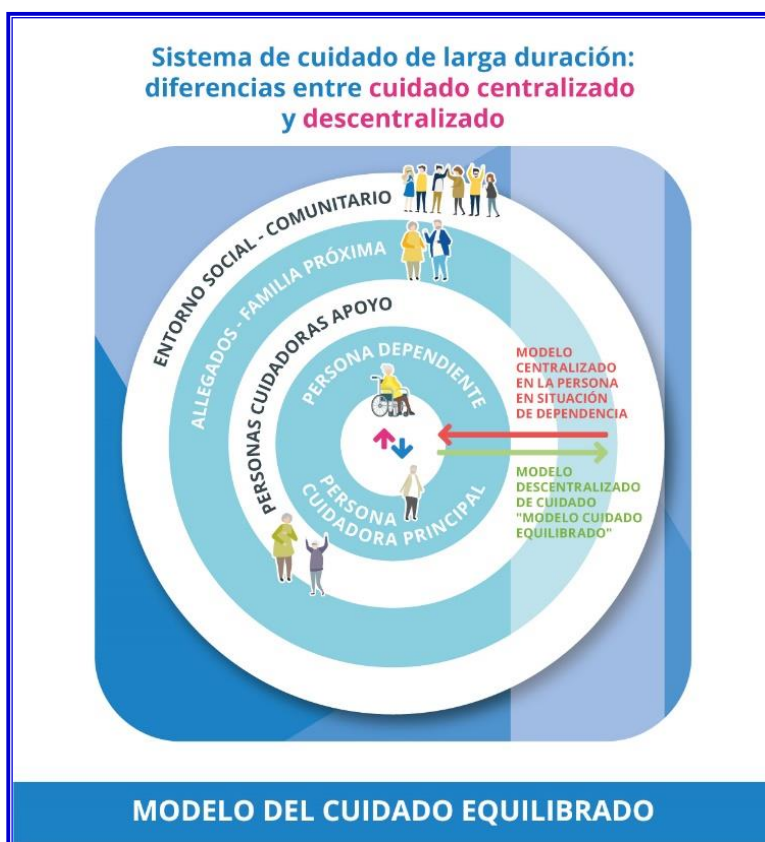 Sistema de cuidado de larga duración:
diferencias entre cuidado centralizado
y descentralizado
ENTORNO SOCIAL - COMUNITARIO
ALLEGADOS - FAMILIA PRÓXIMA
PERSONAS CUIDADORAS APOYO
PERSONA DEPENDIENTE
PERSONA
CUIDADORA PRINCIPAL
MODELO
CENTRALIZADO
EN LA PERSONA
EN SITUACIÓN
DE DEPENDENCIA
MODELO
DESCENTRALIZADO
DE CUIDADO
"MODELO CUIDADO
EQUILIBRADO"
MODELO DEL CUIDADO EQUILIBRADO